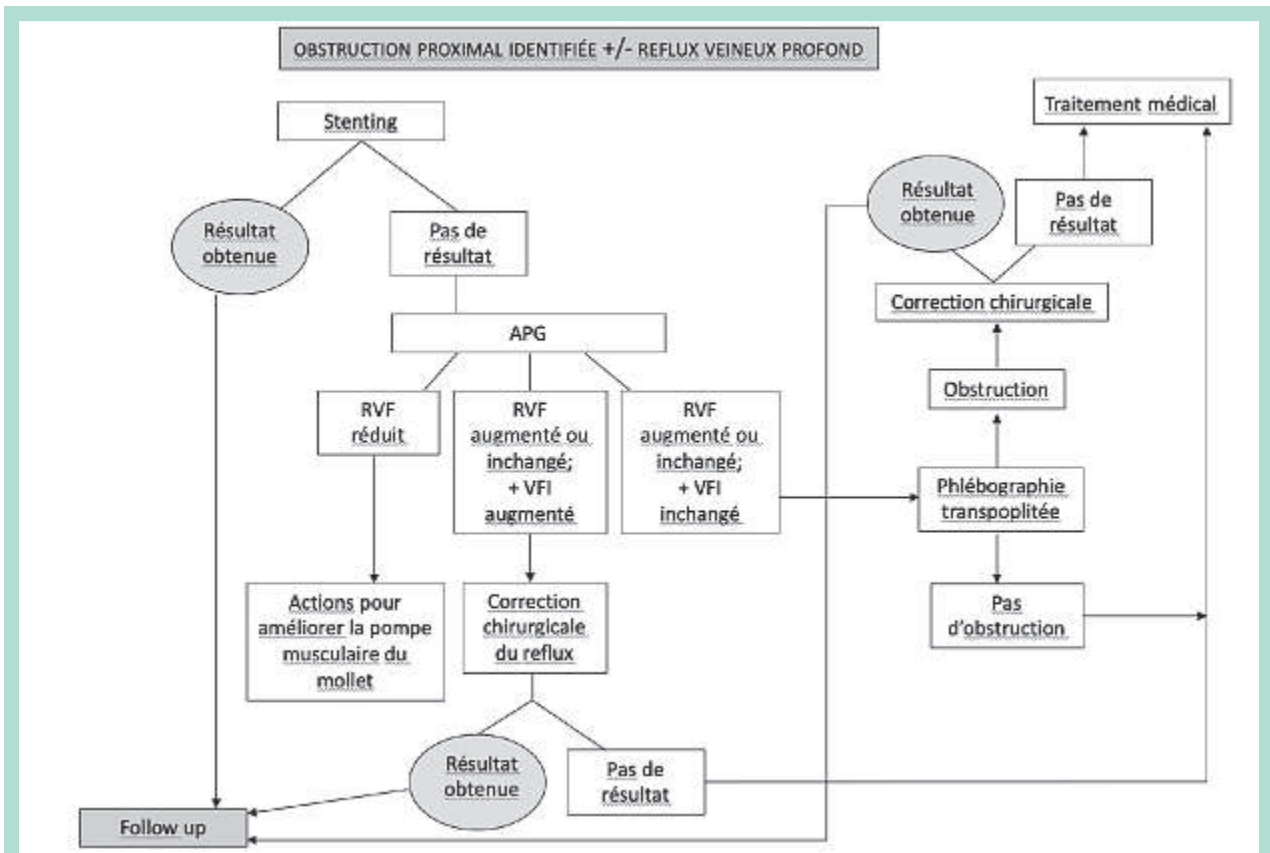 OBSTRUCTION PROXIMAL IDENTIFIÉE +/- REFLUX VEINEUX PROFOND
Stenting
Résultat
obtenue
Pas de
résultat
APG
RVF
réduit
RVF
augmenté ou
inchangé;
+ VFI
augmenté
RVF
augmenté ou
inchangé;
+ VFI
inchangé
Actions pour
améliorer la pompe
musculaire du
mollet
Correction
chirurgicale
du reflux
Résultat
obtenue
Pas de
résultat
Follow up
Traitement médical
Résultat
obtenue
Pas de
résultat
Correction chirurgicale
Obstruction
Phlébographie
transpoplitée
Pas
d'obstruction